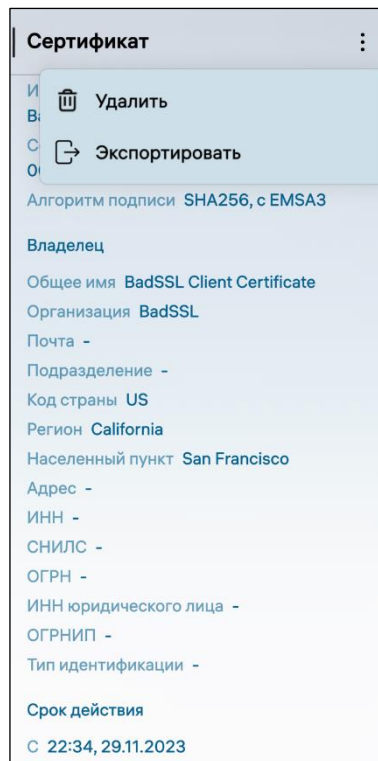 Сертификат
Удалить
Экспортировать
Алгоритм подписи SHA256, с EMSA3
Владелец
Общее имя BadSSL Client Certificate
Организация BadSSL
Почта -
Подразделение -
Код страны US
Регион California
Населенный пункт San Francisco
Адрес -
ИНН -
СНИЛС -
ОГРН -
ИНН юридического лица -
ОГРНИП -
Тип идентификации -
Срок действия
С 22:34, 29.11.2023